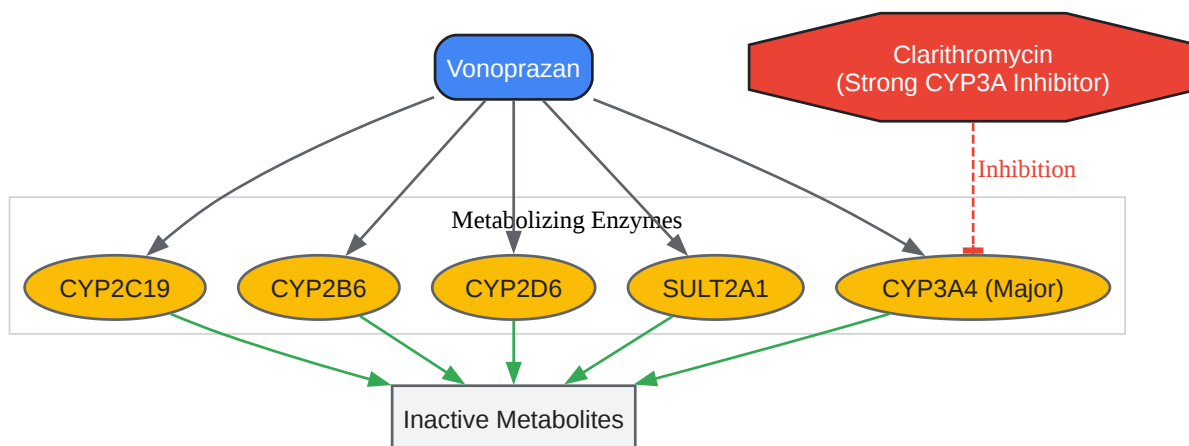 Vonoprazan
Clarithromycin
(Strong CYP3A Inhibitor)
Inhibition
Metabolizing Enzymes
CYP2C19
CYP2B6
CYP2D6
SULT2A1
CYP3A4 (Major)
Inactive Metabolites